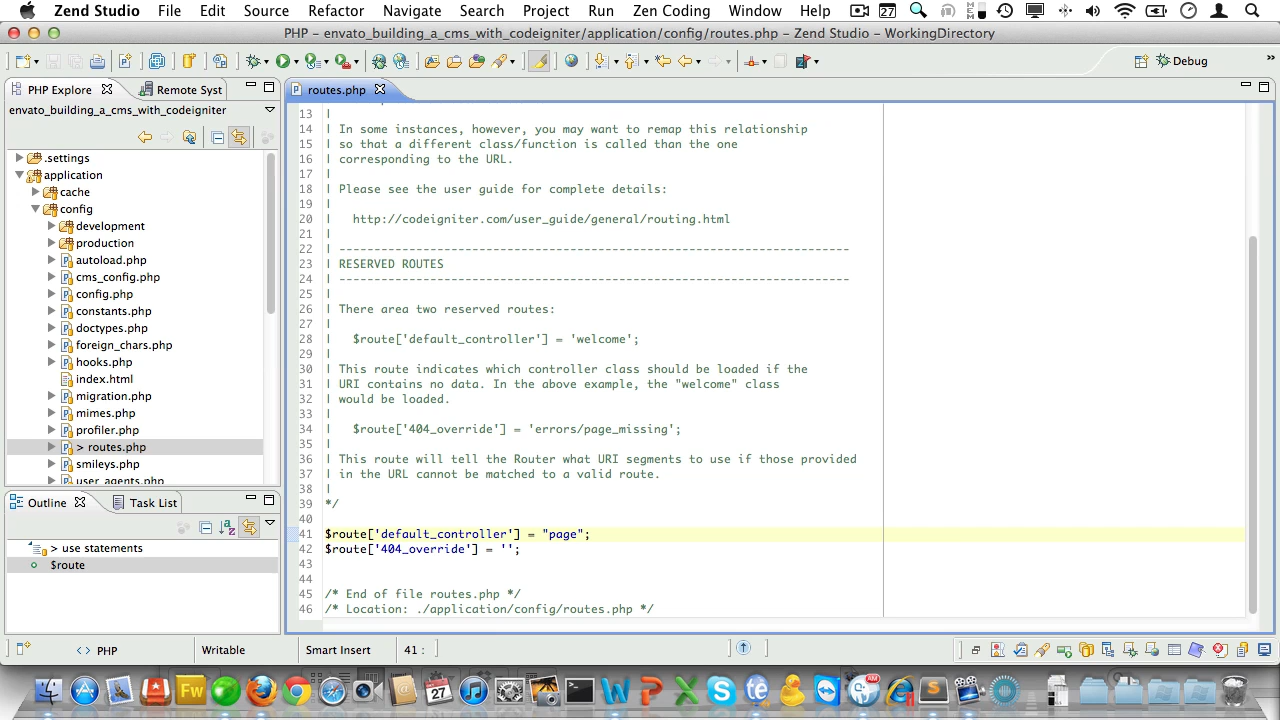 Zend Studio File Edit Source Refactor Navigate Search Project Run Zen Coding Window Help 27
PHP - envato_building_a_cms_with_codeigniter/application/config/routes.php - Zend Studio - WorkingDirectory
Debug
PHP Explore Remote Syst
envato_building_a_cms_with_codeigniter
.settings
application
cache
config
development
production
autoload.php
cms_config.php
config.php
constants.php
doctypes.php
foreign_chars.php
hooks.php
index.html
migration.php
mimes.php
profiler.php
> routes.php
smileys.php
user_agents.php
Outline Task List
> use statements
$route
routes.php
13 |
14 | In some instances, however, you may want to remap this relationship
15 | so that a different class/function is called than the one
16 | corresponding to the URL.
17 |
18 | Please see the user guide for complete details:
19 |
20 | http://codeigniter.com/user_guide/general/routing.html
21 |
22 | -------------------------------------------------------------------------
23 | RESERVED ROUTES
24 | -------------------------------------------------------------------------
25 |
26 | There area two reserved routes:
27 |
28 | $route['default_controller'] = 'welcome';
29 |
30 | This route indicates which controller class should be loaded if the
31 | URI contains no data. In the above example, the "welcome" class
32 | would be loaded.
33 |
34 | $route['404_override'] = 'errors/page_missing';
35 |
36 | This route will tell the Router what URI segments to use if those provided
37 | in the URL cannot be matched to a valid route.
38 |
39 */
40
41 $route['default_controller'] = "page";
42 $route['404_override'] = '';
43
44
45 /* End of file routes.php */
46 /* Location: ./application/config/routes.php */
<> PHP Writable Smart Insert 41 :
Fw 27